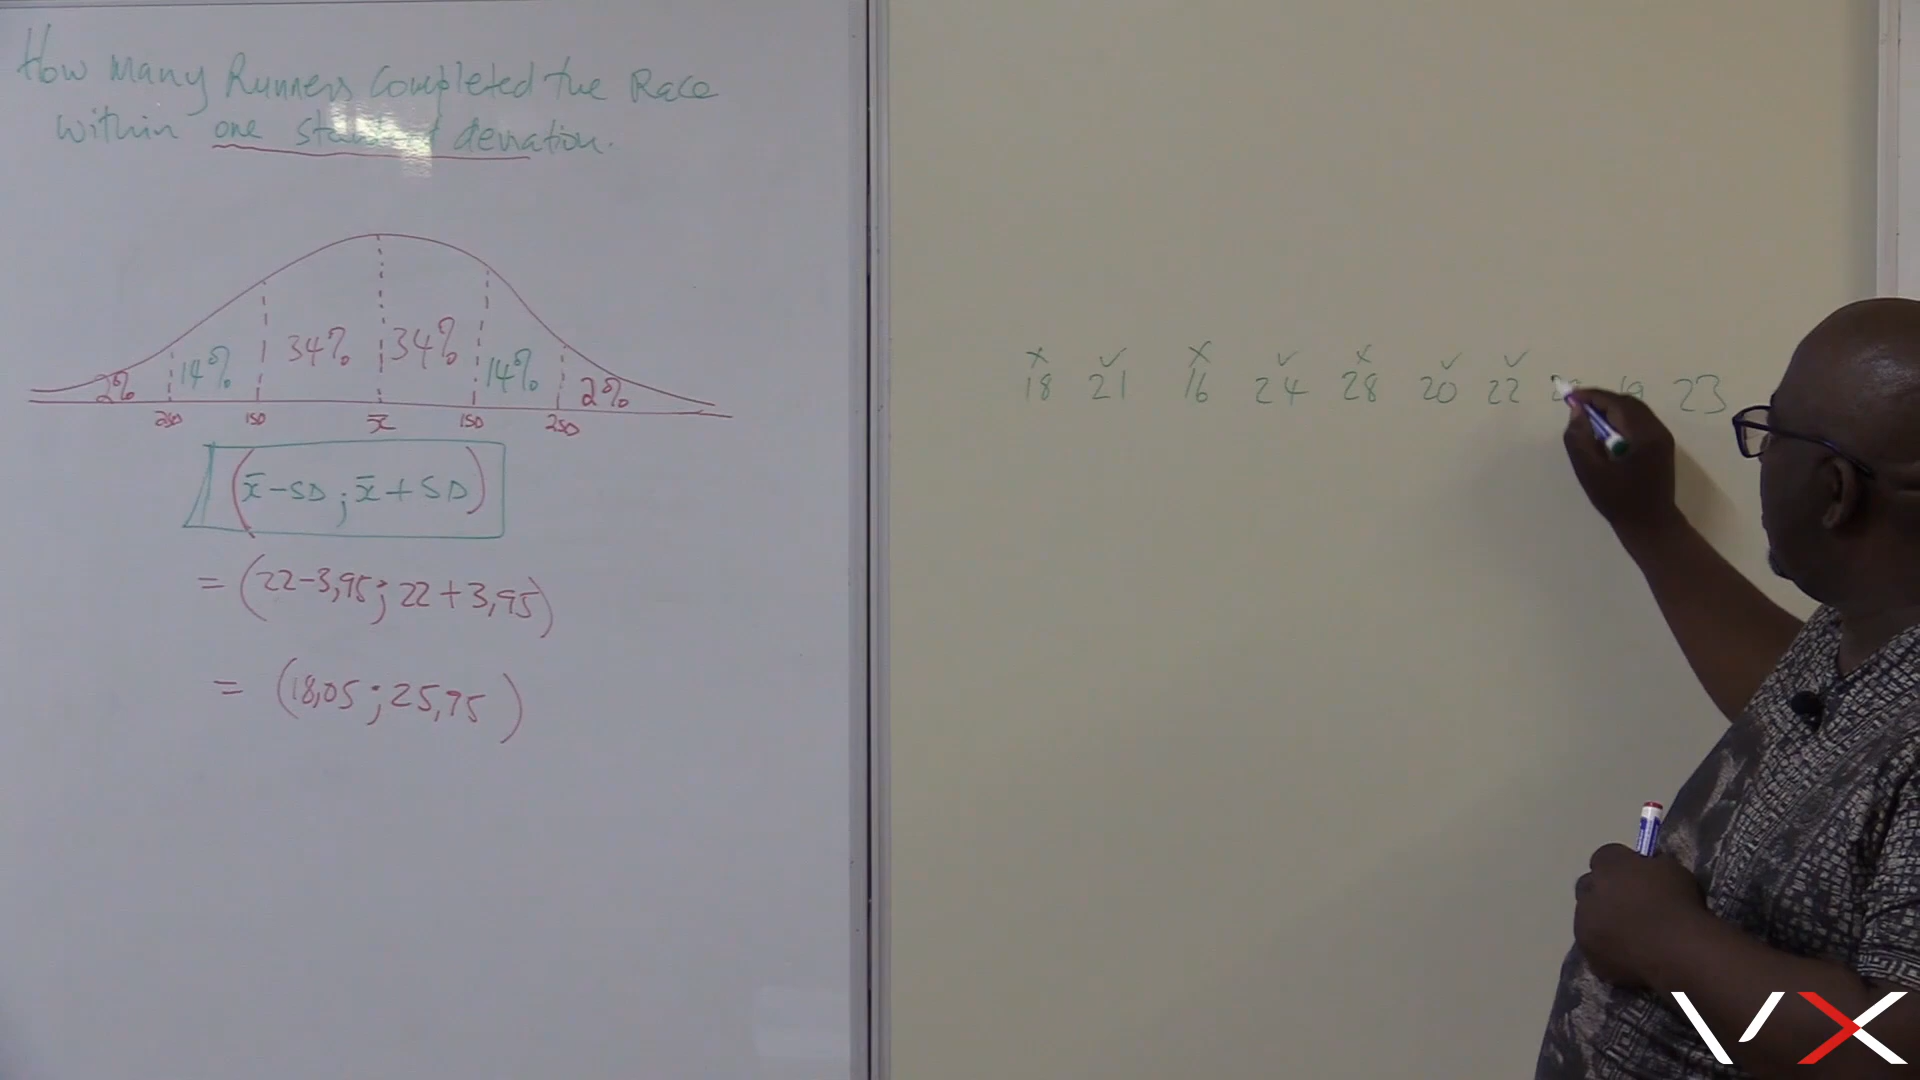 How many Runners Completed the Race
within one standard deviation.
2% 14% 34% 34% 14% 2%
2SD 1SD x̄ 1SD 2SD
(x̄ - SD ; x̄ + SD)
= (22 - 3,95 ; 22 + 3,95)
= (18,05 ; 25,95)
x ✓ x ✓ x ✓ ✓
18 21 16 24 28 20 22 19 23
VX